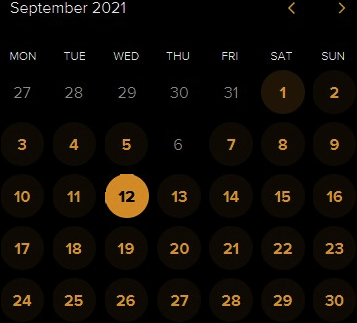 September 2021 < >
MON TUE WED THU FRI SAT SUN
27 28 29 30 31 1 2
3 4 5 6 7 8 9
10 11 12 13 14 15 16
17 18 19 20 21 22 23
24 25 26 27 28 29 30